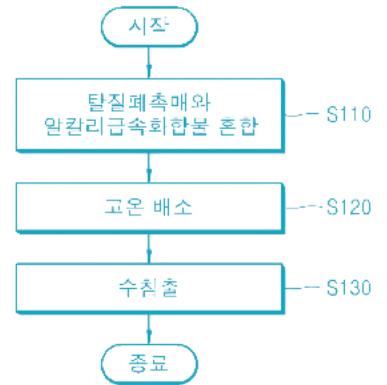 시작
탈질폐촉매와
알칼리금속화합물 혼합
S110
고온 배소
S120
수침출
S130
종료